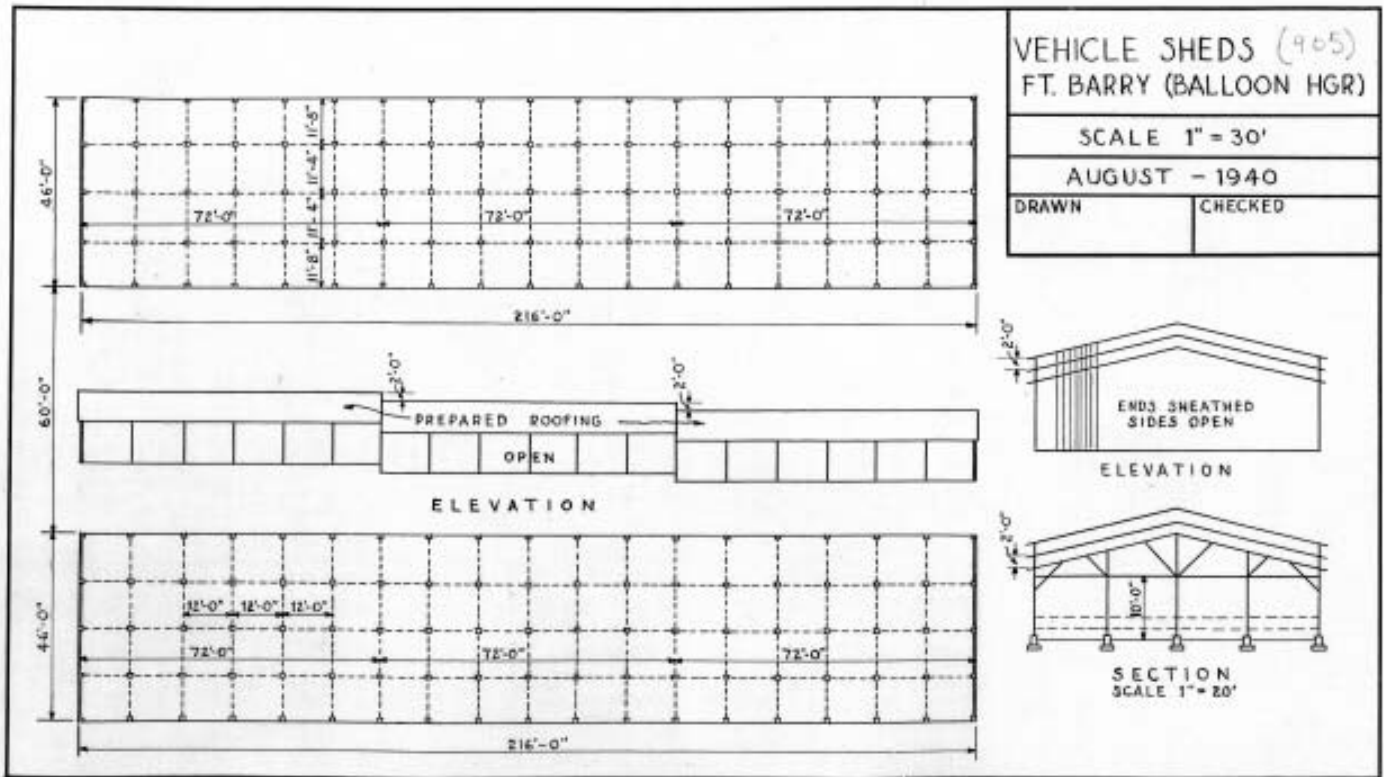 VEHICLE SHEDS (905)
FT. BARRY (BALLOON HGR)
SCALE 1" = 30'
AUGUST - 1940
DRAWN
CHECKED
46'-0"
11'-8"
11'-4"
11'-4"
11'-8"
72'-0"
72'-0"
72'-0"
216'-0"
60'-0"
2'-0"
2'-0"
PREPARED ROOFING
OPEN
ELEVATION
2'-0"
ENDS SHEATHED
SIDES OPEN
ELEVATION
46'-0"
12'-0"
12'-0"
12'-0"
72'-0"
72'-0"
72'-0"
216'-0"
2'-0"
10'-0"
SECTION
SCALE 1" = 20'